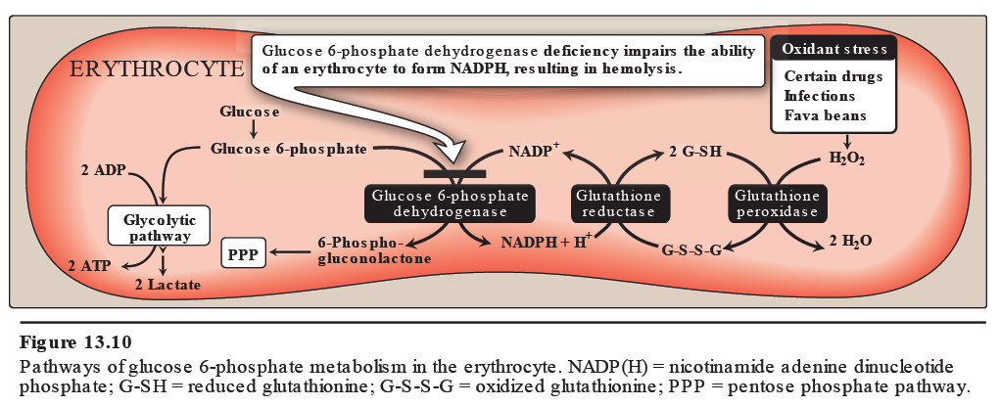 Glucose 6-phosphate dehydrogenase deficiency impairs the ability
of an erythrocyte to form NADPH, resulting in hemolysis.
ERYTHROCYTE
Oxidant stress
Certain drugs
Infections
Fava beans
Glucose
Glucose 6-phosphate
NADP+
2 G-SH
H2O2
2 ADP
Glucose 6-phosphate
dehydrogenase
Glutathione
reductase
Glutathione
peroxidase
Glycolytic
pathway
PPP
6-Phospho-
gluconolactone
NADPH + H+
G-S-S-G
2 H2O
2 ATP
2 Lactate
Figure 13.10
Pathways of glucose 6-phosphate metabolism in the erythrocyte. NADP(H) = nicotinamide adenine dinucleotide
phosphate; G-SH = reduced glutathionine; G-S-S-G = oxidized glutathionine; PPP = pentose phosphate pathway.